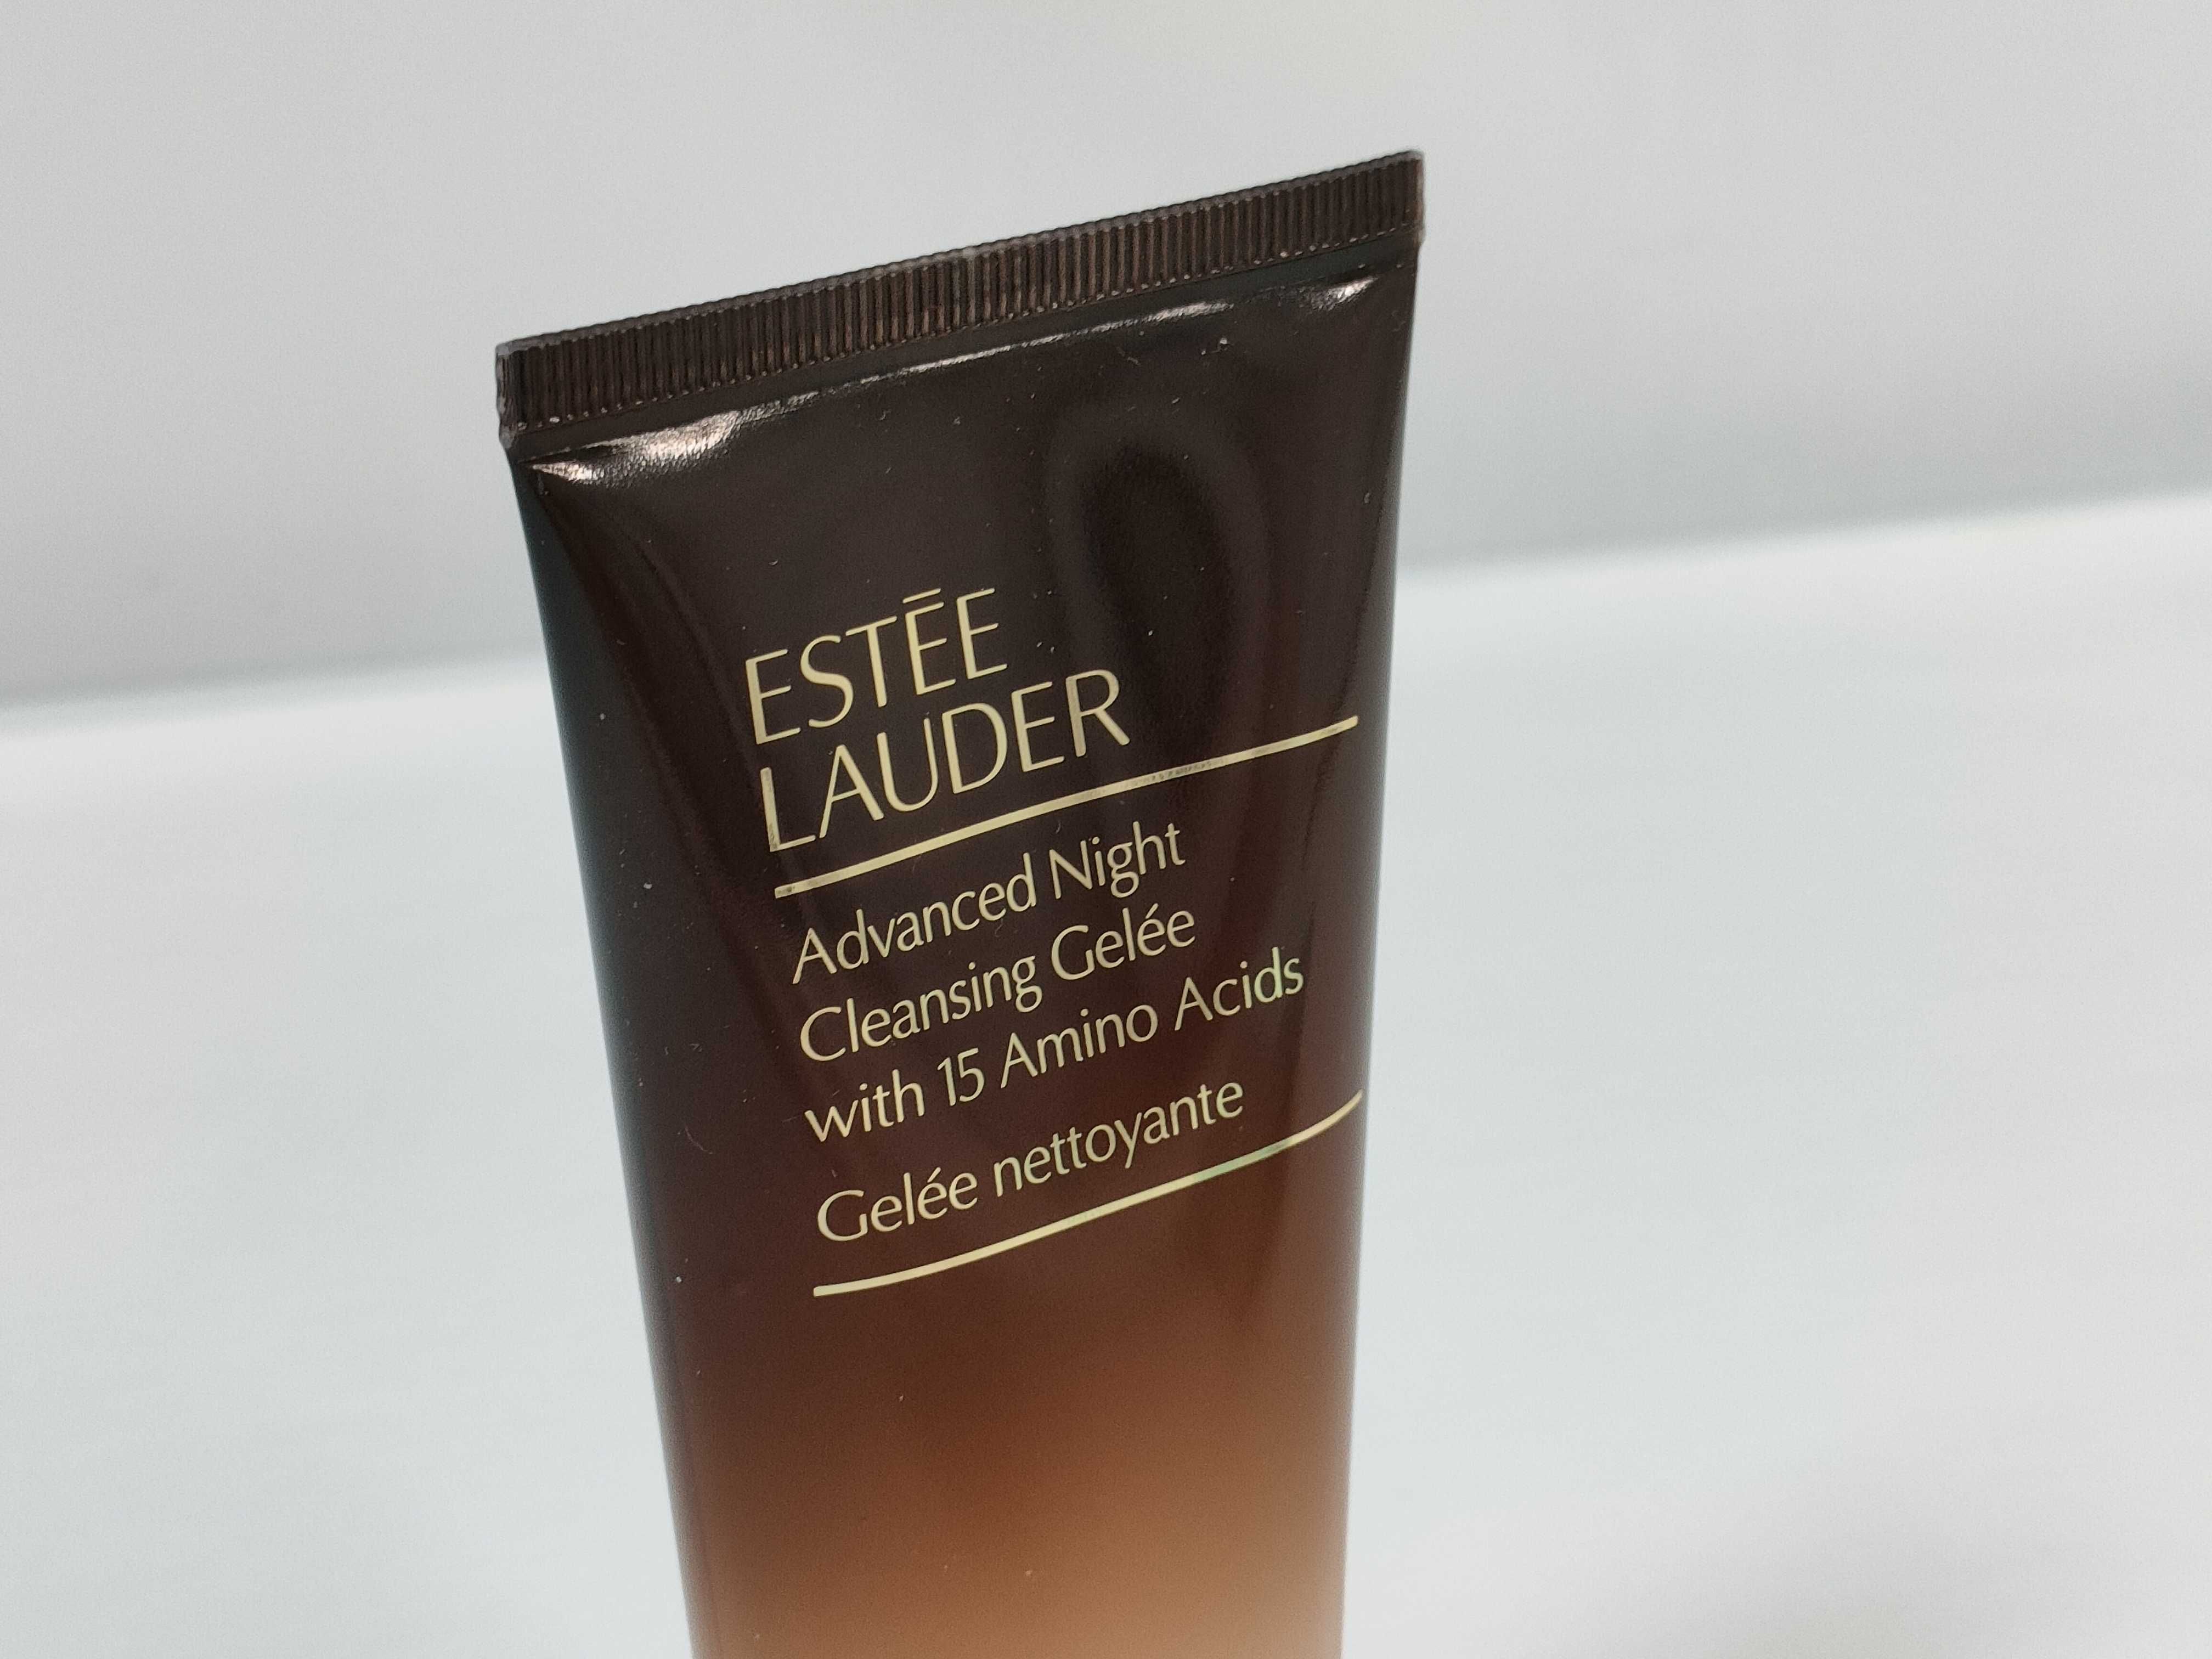 ESTĒE
LAUDER
Advanced Night
Cleansing Gelée
with 15 Amino Acids
Gelée nettoyante